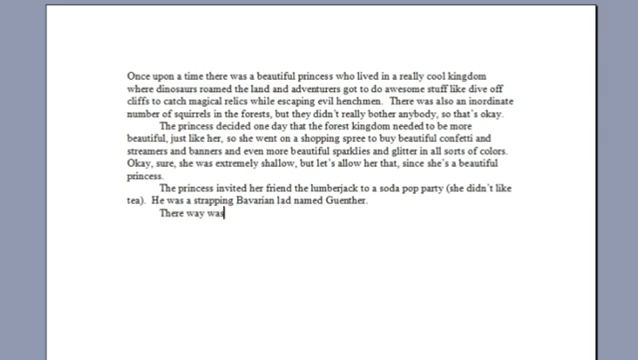 Once upon a time there was a beautiful princess who lived in a really cool kingdom
where dinosaurs roamed the land and adventurers got to do awesome stuff like dive off
cliffs to catch magical relics while escaping evil henchmen.  There was also an inordinate
number of squirrels in the forests, but they didn't really bother anybody, so that's okay.
The princess decided one day that the forest kingdom needed to be more
beautiful, just like her, so she went on a shopping spree to buy beautiful confetti and
streamers and banners and even more beautiful sparklies and glitter in all sorts of colors.
Okay, sure, she was extremely shallow, but let's allow her that, since she's a beautiful
princess.
The princess invited her friend the lumberjack to a soda pop party (she didn't like
tea).  He was a strapping Bavarian lad named Guenther.
There way was